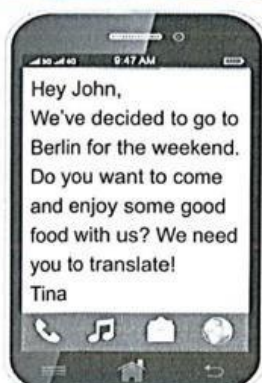 9:47 AM
Hey John,
We've decided to go to
Berlin for the weekend.
Do you want to come
and enjoy some good
food with us? We need
you to translate!
Tina